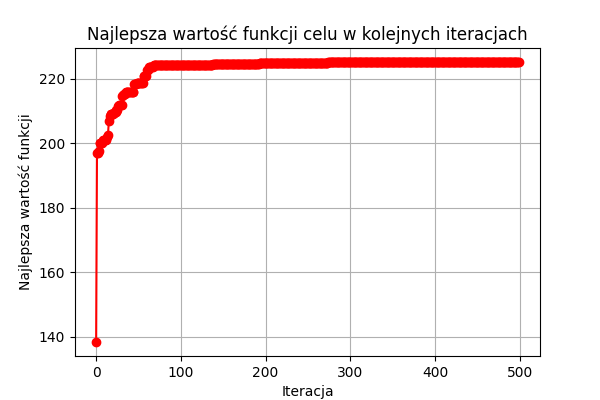 Najlepsza wartość funkcji celu w kolejnych iteracjach
Najlepsza wartość funkcji
220
200
180
160
140
0 100 200 300 400 500
Iteracja